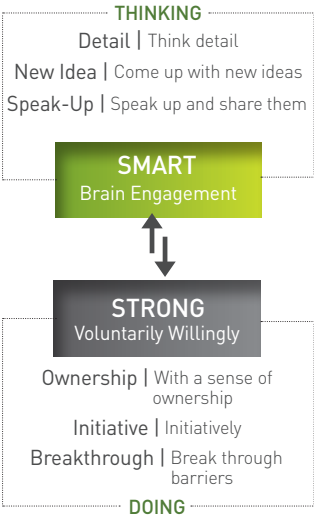 THINKING
Detail | Think detail
New Idea | Come up with new ideas
Speak-Up | Speak up and share them
SMART
Brain Engagement
STRONG
Voluntarily Willingly
Ownership | With a sense of
ownership
Initiative | Initiatively
Breakthrough | Break through
barriers
DOING